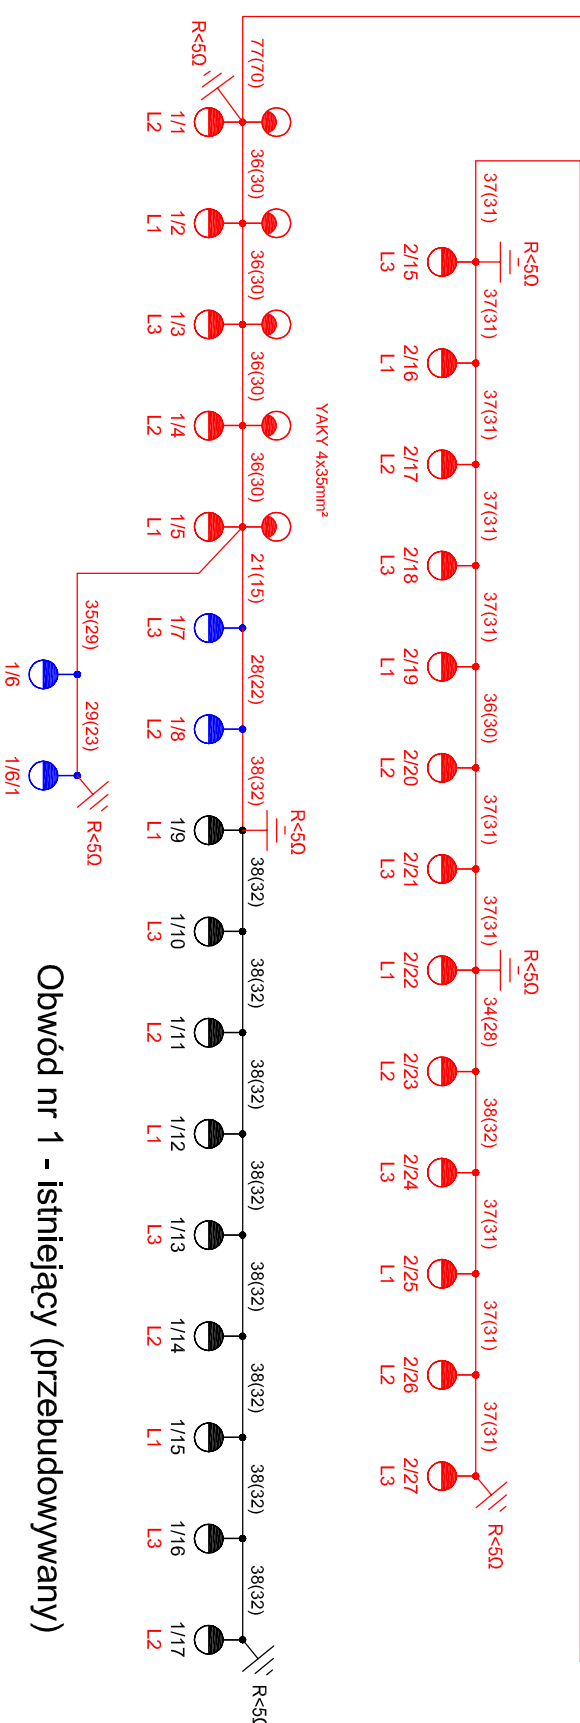 R<5Ω R<5Ω
37(31) 37(31) 37(31) 37(31) 37(31) 36(30) 37(31) 37(31) 34(28) 38(32) 37(31) 37(31) 37(31) R<5Ω
2/15 2/16 2/17 2/18 2/19 2/20 2/21 2/22 2/23 2/24 2/25 2/26 2/27
L3 L1 L2 L3 L1 L2 L3 L1 L2 L3 L1 L2 L3
YAKY 4x35mm²
R<5Ω
77(70) 36(30) 36(30) 36(30) 36(30) 21(15) 28(22) 38(32) 38(32) 38(32) 38(32) 38(32) 38(32) 38(32) 38(32) 38(32) R<5Ω
R<5Ω
1/1 1/2 1/3 1/4 1/5 1/7 1/8 1/9 1/10 1/11 1/12 1/13 1/14 1/15 1/16 1/17
L2 L1 L3 L2 L1 L3 L2 L1 L3 L2 L1 L3 L2 L1 L3 L2
35(29) 29(23) R<5Ω
1/6 1/6/1
Obwód nr 1 - istniejący (przebudowywany)